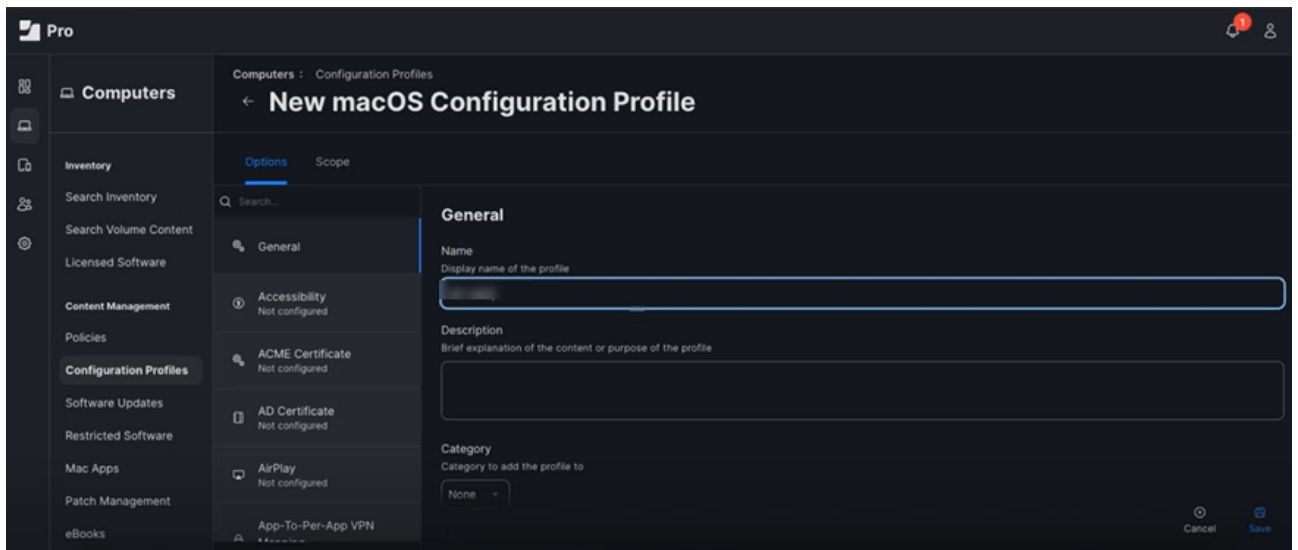 Pro
1
Computers
Inventory
Search Inventory
Search Volume Content
Licensed Software
Content Management
Policies
Configuration Profiles
Software Updates
Restricted Software
Mac Apps
Patch Management
eBooks
Computers : Configuration Profiles
← New macOS Configuration Profile
Options Scope
Search...
General
Accessibility
Not configured
ACME Certificate
Not configured
AD Certificate
Not configured
AirPlay
Not configured
App-To-Per-App VPN
General
Name
Display name of the profile
Description
Brief explanation of the content or purpose of the profile
Category
Category to add the profile to
None
Cancel Save